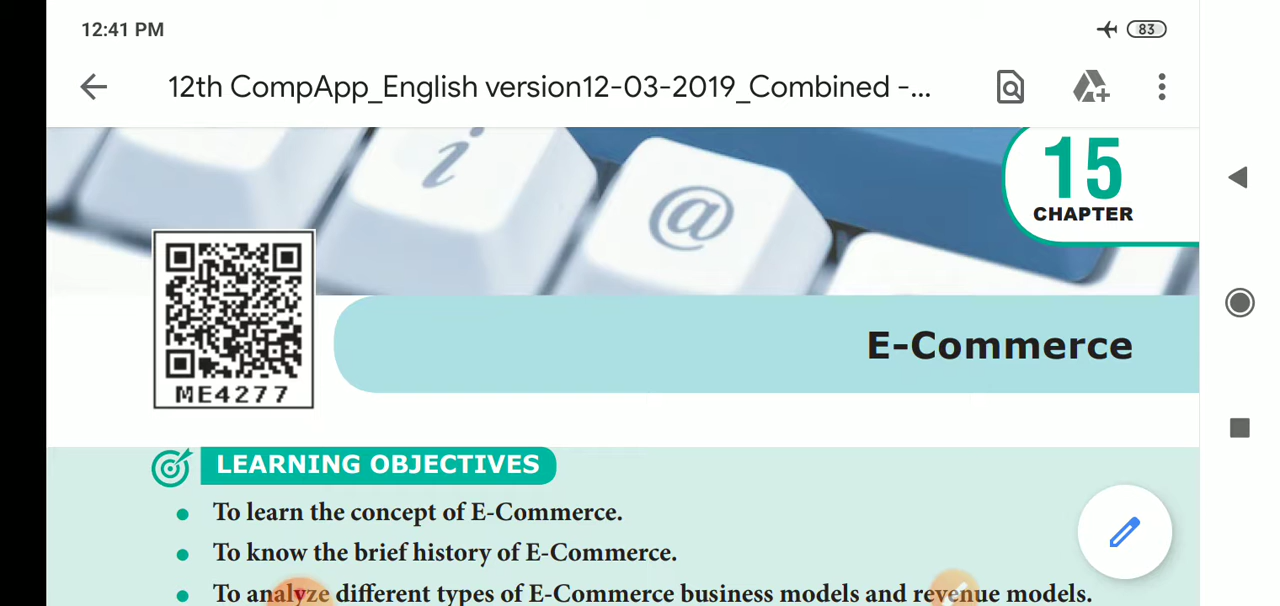 12:41 PM
83
12th CompApp_English version12-03-2019_Combined -...
i
@
15
CHAPTER
ME4277
E-Commerce
LEARNING OBJECTIVES
• To learn the concept of E-Commerce.
• To know the brief history of E-Commerce.
• To analyze different types of E-Commerce business models and revenue models.